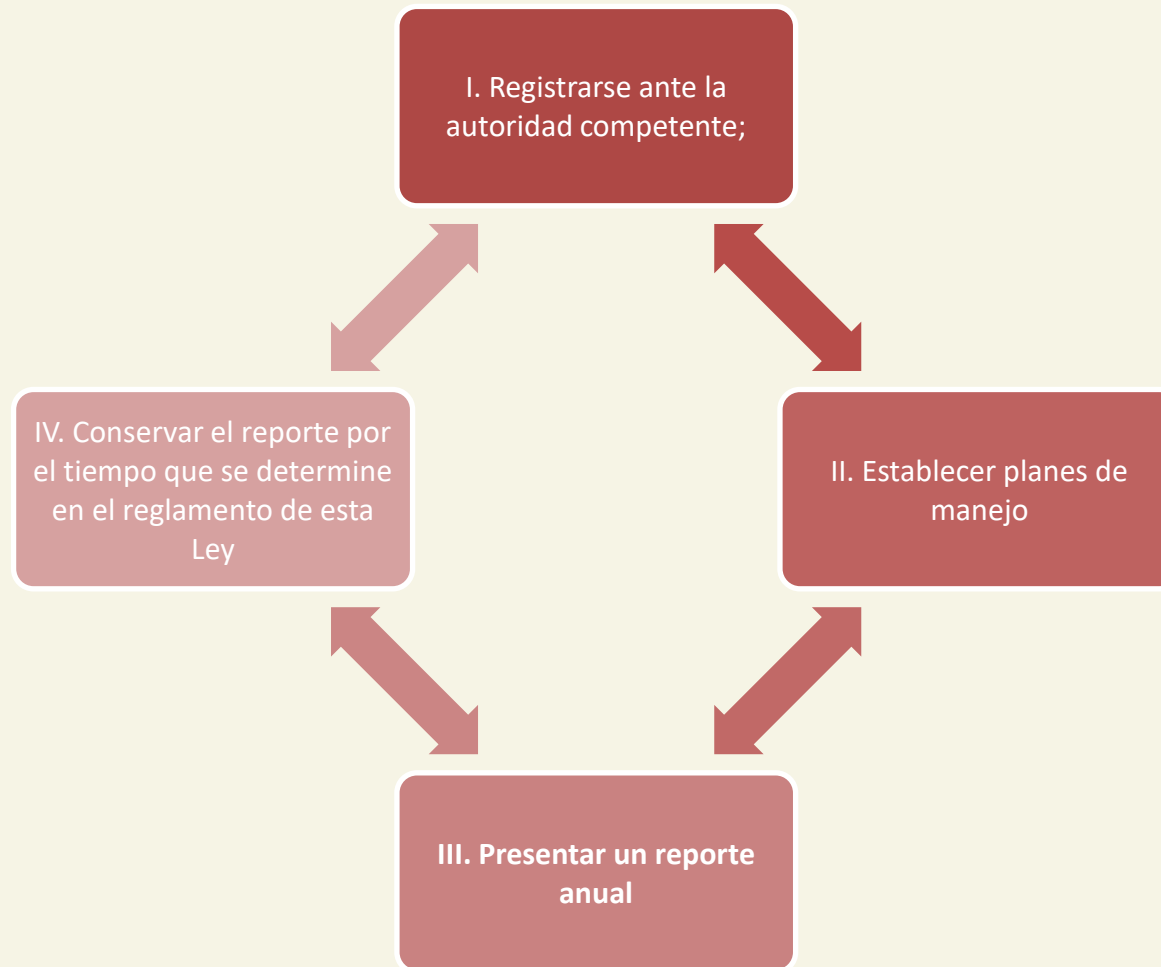 I. Registrarse ante la
autoridad competente;
II. Establecer planes de
manejo
III. Presentar un reporte
anual
IV. Conservar el reporte por
el tiempo que se determine
en el reglamento de esta
Ley